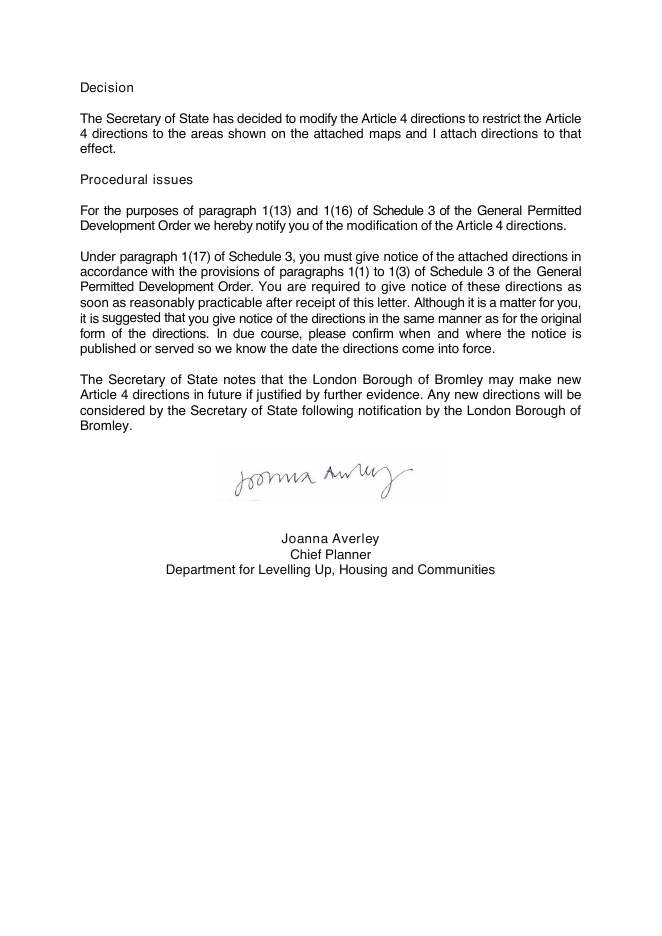 Decision
The Secretary of State has decided to modify the Article 4 directions to restrict the Article
4 directions to the areas shown on the attached maps and I attach directions to that
effect.
Procedural issues
For the purposes of paragraph 1(13) and 1(16) of Schedule 3 of the General Permitted
Development Order we hereby notify you of the modification of the Article 4 directions.
Under paragraph 1(17) of Schedule 3, you must give notice of the attached directions in
accordance with the provisions of paragraphs 1(1) to 1(3) of Schedule 3 of the General
Permitted Development Order. You are required to give notice of these directions as
soon as reasonably practicable after receipt of this letter. Although it is a matter for you,
it is suggested that you give notice of the directions in the same manner as for the original
form of the directions. In due course, please confirm when and where the notice is
published or served so we know the date the directions come into force.
The Secretary of State notes that the London Borough of Bromley may make new
Article 4 directions in future if justified by further evidence. Any new directions will be
considered by the Secretary of State following notification by the London Borough of
Bromley.
Joanna Averley
Joanna Averley
Chief Planner
Department for Levelling Up, Housing and Communities